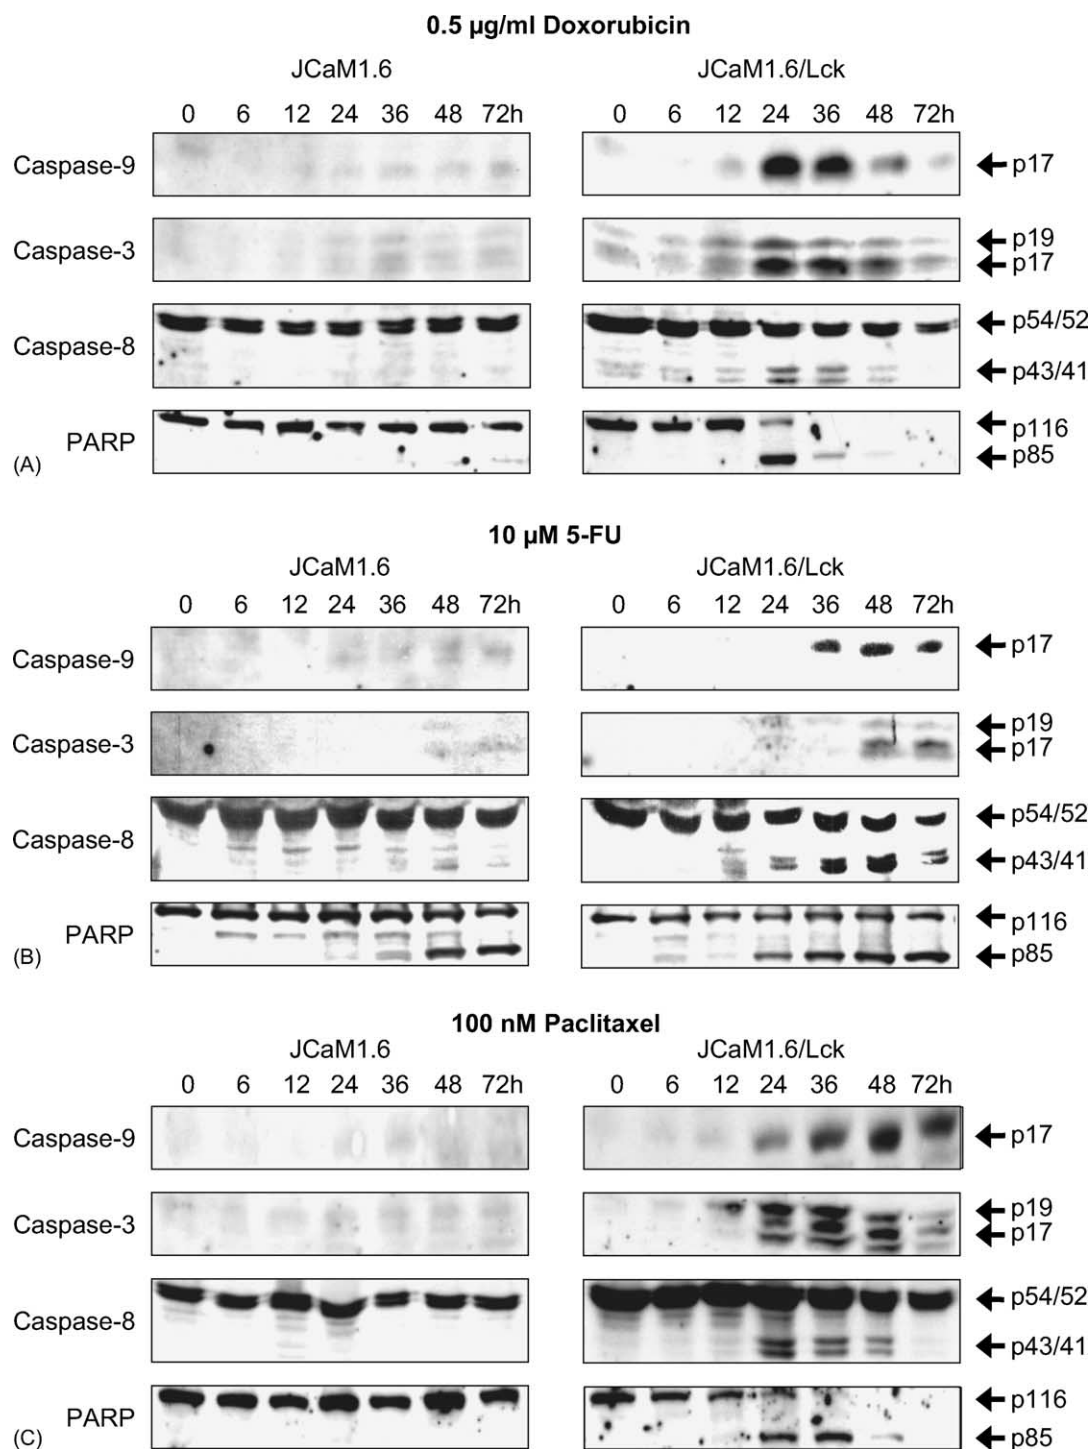 0.5 µg/ml Doxorubicin
JCaM1.6 JCaM1.6/Lck
0 6 12 24 36 48 72h 0 6 12 24 36 48 72h
Caspase-9 p17
Caspase-3 p19
p17
Caspase-8 p54/52
p43/41
PARP p116
p85
(A)
10 µM 5-FU
JCaM1.6 JCaM1.6/Lck
0 6 12 24 36 48 72h 0 6 12 24 36 48 72h
Caspase-9 p17
Caspase-3 p19
p17
Caspase-8 p54/52
p43/41
PARP p116
p85
(B)
100 nM Paclitaxel
JCaM1.6 JCaM1.6/Lck
0 6 12 24 36 48 72h 0 6 12 24 36 48 72h
Caspase-9 p17
Caspase-3 p19
p17
Caspase-8 p54/52
p43/41
PARP p116
p85
(C)